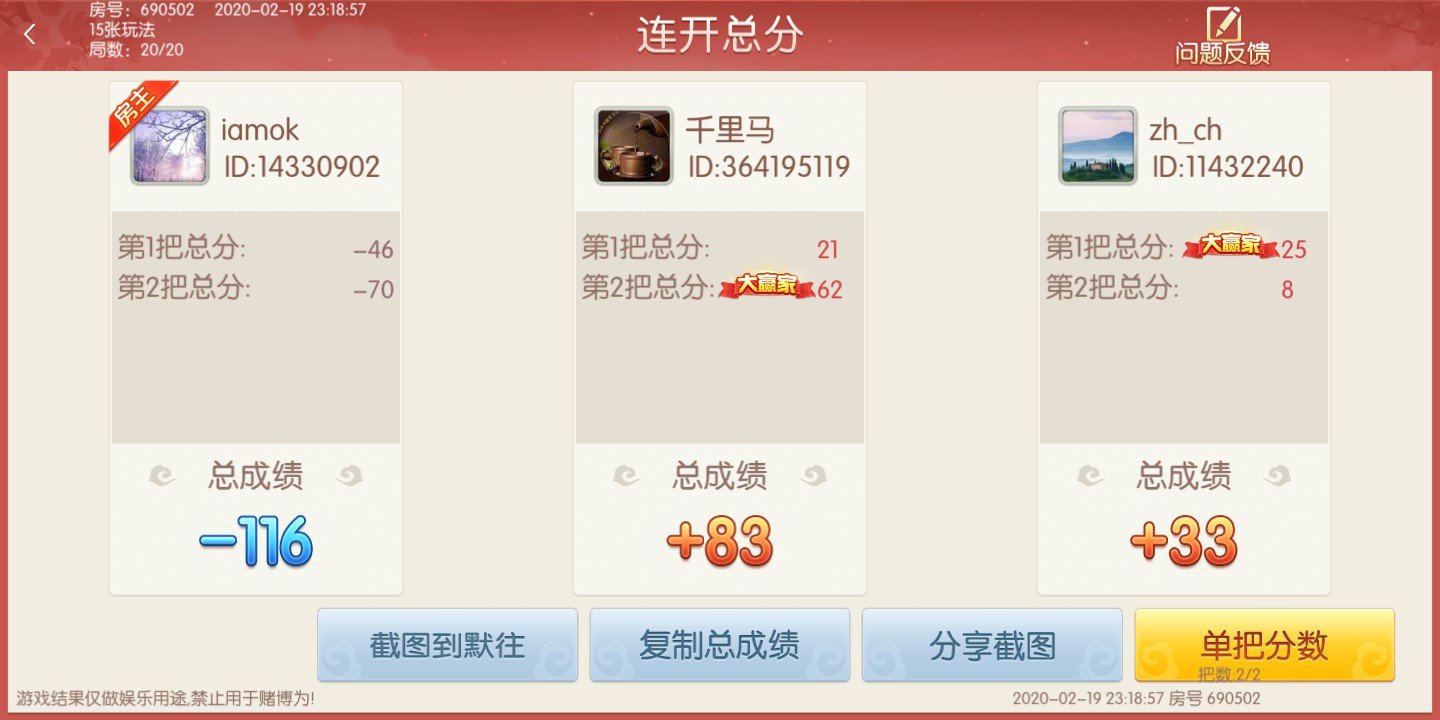 房号：690502 2020-02-19 23:18:57
15张玩法
局数：20/20
连开总分
问题反馈
房主
iamok
ID:14330902
第1把总分: -46
第2把总分: -70
总成绩
-116
千里马
ID:364195119
第1把总分: 21
第2把总分: 大赢家 62
总成绩
+83
zh_ch
ID:11432240
第1把总分: 大赢家 25
第2把总分: 8
总成绩
+33
截图到默往
复制总成绩
分享截图
单把分数
把数:2/2
游戏结果仅做娱乐用途,禁止用于赌博为!
2020-02-19 23:18:57 房号 690502